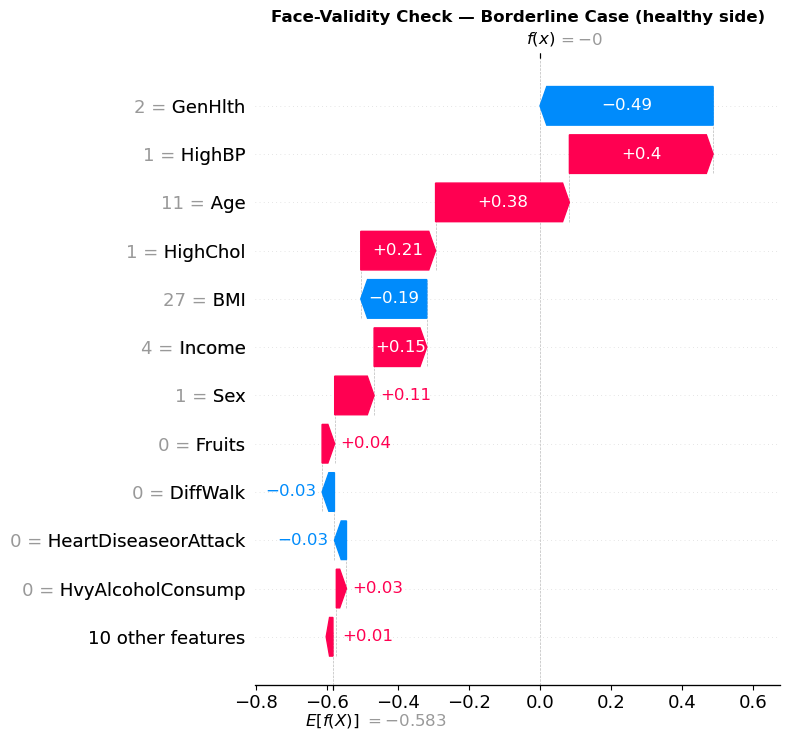 Face-Validity Check — Borderline Case (healthy side)
f(x) = −0
2 = GenHlth −0.49
1 = HighBP +0.4
11 = Age +0.38
1 = HighChol +0.21
27 = BMI −0.19
4 = Income +0.15
1 = Sex +0.11
0 = Fruits +0.04
0 = DiffWalk −0.03
0 = HeartDiseaseorAttack −0.03
0 = HvyAlcoholConsump +0.03
10 other features +0.01
−0.8 −0.6 −0.4 −0.2 0.0 0.2 0.4 0.6
E[f(X)] = −0.583